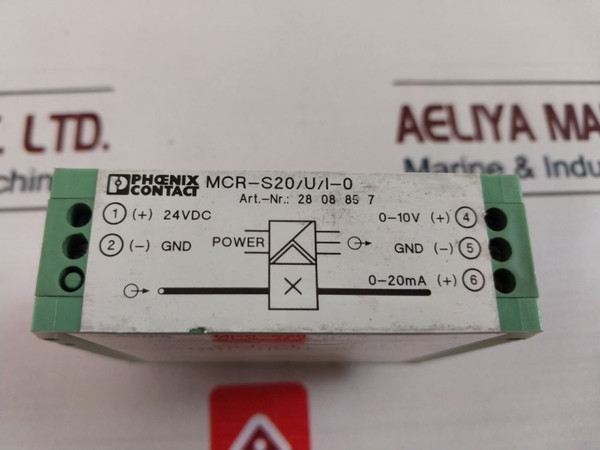 LTD.
AELIYA MA
Marine & Indu
PHOENIX
CONTACT
MCR-S20/U/I-0
Art.-Nr.: 28 08 85 7
1 (+) 24VDC
2 (-) GND
POWER
0-10V (+) 4
GND (-) 5
0-20mA (+) 6